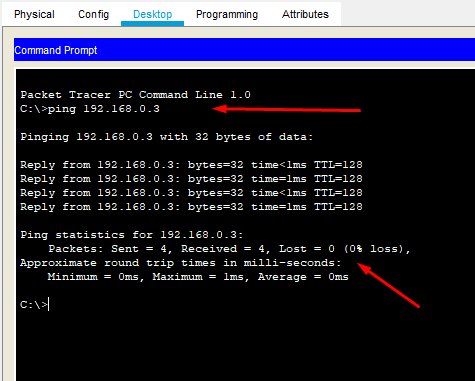 Physical Config Desktop Programming Attributes
Command Prompt
Packet Tracer PC Command Line 1.0
C:\>ping 192.168.0.3
Pinging 192.168.0.3 with 32 bytes of data:
Reply from 192.168.0.3: bytes=32 time<1ms TTL=128
Reply from 192.168.0.3: bytes=32 time=1ms TTL=128
Reply from 192.168.0.3: bytes=32 time<1ms TTL=128
Reply from 192.168.0.3: bytes=32 time=1ms TTL=128
Ping statistics for 192.168.0.3:
Packets: Sent = 4, Received = 4, Lost = 0 (0% loss),
Approximate round trip times in milli-seconds:
Minimum = 0ms, Maximum = 1ms, Average = 0ms
C:\>